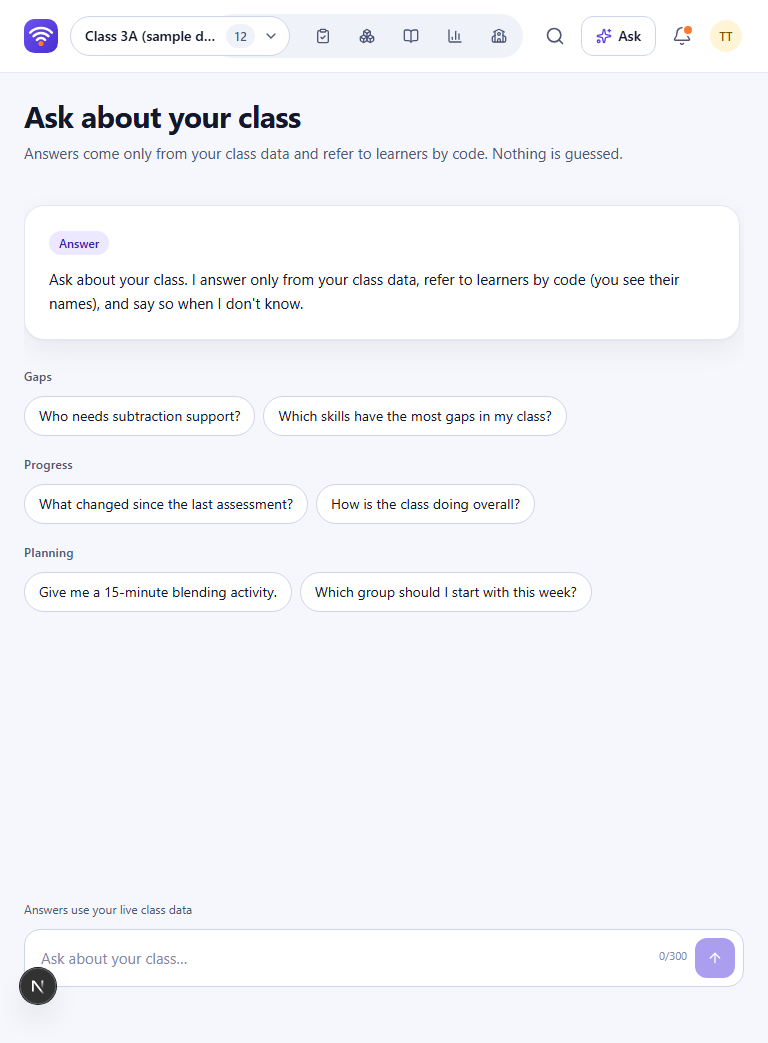 Class 3A (sample d... 12
Ask
TT
Ask about your class
Answers come only from your class data and refer to learners by code. Nothing is guessed.
Answer
Ask about your class. I answer only from your class data, refer to learners by code (you see their
names), and say so when I don't know.
Gaps
Who needs subtraction support?
Which skills have the most gaps in my class?
Progress
What changed since the last assessment?
How is the class doing overall?
Planning
Give me a 15-minute blending activity.
Which group should I start with this week?
Answers use your live class data
Ask about your class...
0/300
N